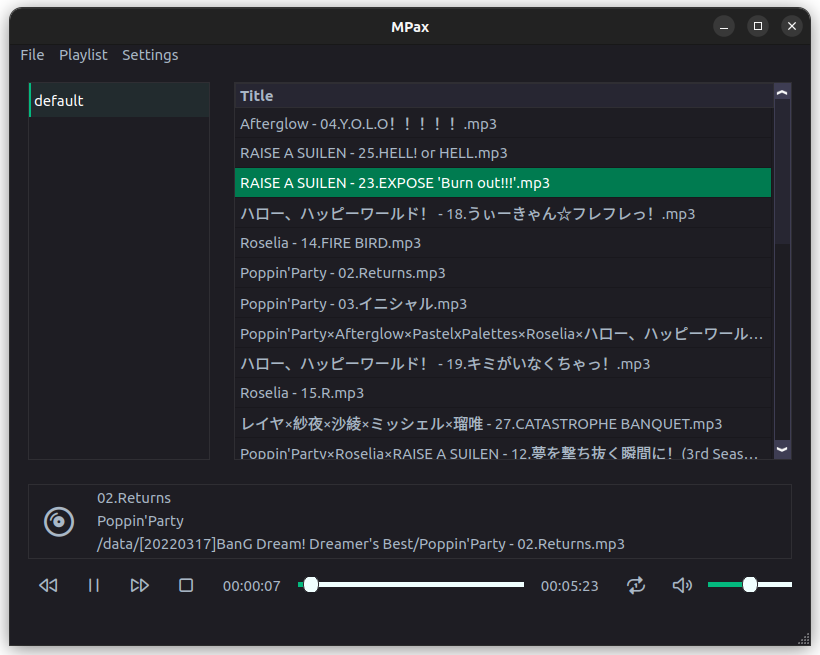 MPax
File Playlist Settings
default
Title
Afterglow - 04.Y.O.L.O！！！！！.mp3
RAISE A SUILEN - 25.HELL! or HELL.mp3
RAISE A SUILEN - 23.EXPOSE 'Burn out!!!'.mp3
ハロー、ハッピーワールド！ - 18.うぃーきゃん☆フレフレっ！.mp3
Roselia - 14.FIRE BIRD.mp3
Poppin'Party - 02.Returns.mp3
Poppin'Party - 03.イニシャル.mp3
Poppin'Party×Afterglow×PastelxPalettes×Roselia×ハロー、ハッピーワール…
ハロー、ハッピーワールド！ - 19.キミがいなくちゃっ！.mp3
Roselia - 15.R.mp3
レイヤ×紗夜×沙綾×ミッシェル×瑠唯 - 27.CATASTROPHE BANQUET.mp3
Poppin'Party×Roselia×RAISE A SUILEN - 12.夢を撃ち抜く瞬間に！(3rd Seas…
02.Returns
Poppin'Party
/data/[20220317]BanG Dream! Dreamer's Best/Poppin'Party - 02.Returns.mp3
00:00:07 00:05:23